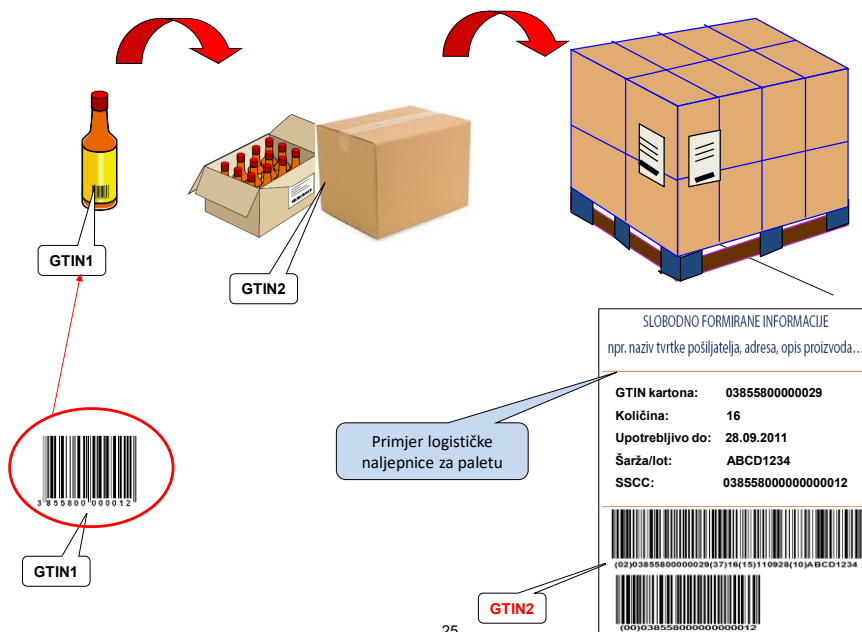 GTIN1
GTIN2
SLOBODNO FORMIRANE INFORMACIJE
npr. naziv tvrtke pošiljatelja, adresa, opis proizvoda…
GTIN kartona: 03855800000029
Količina: 16
Upotrebljivo do: 28.09.2011
Šarža/lot: ABCD1234
SSCC: 038558000000000012
Primjer logističke
naljepnice za paletu
3 855800 000012
GTIN1
(02)03855800000029(37)16(15)110928(10)ABCD1234
GTIN2
(00)038558000000000012
25